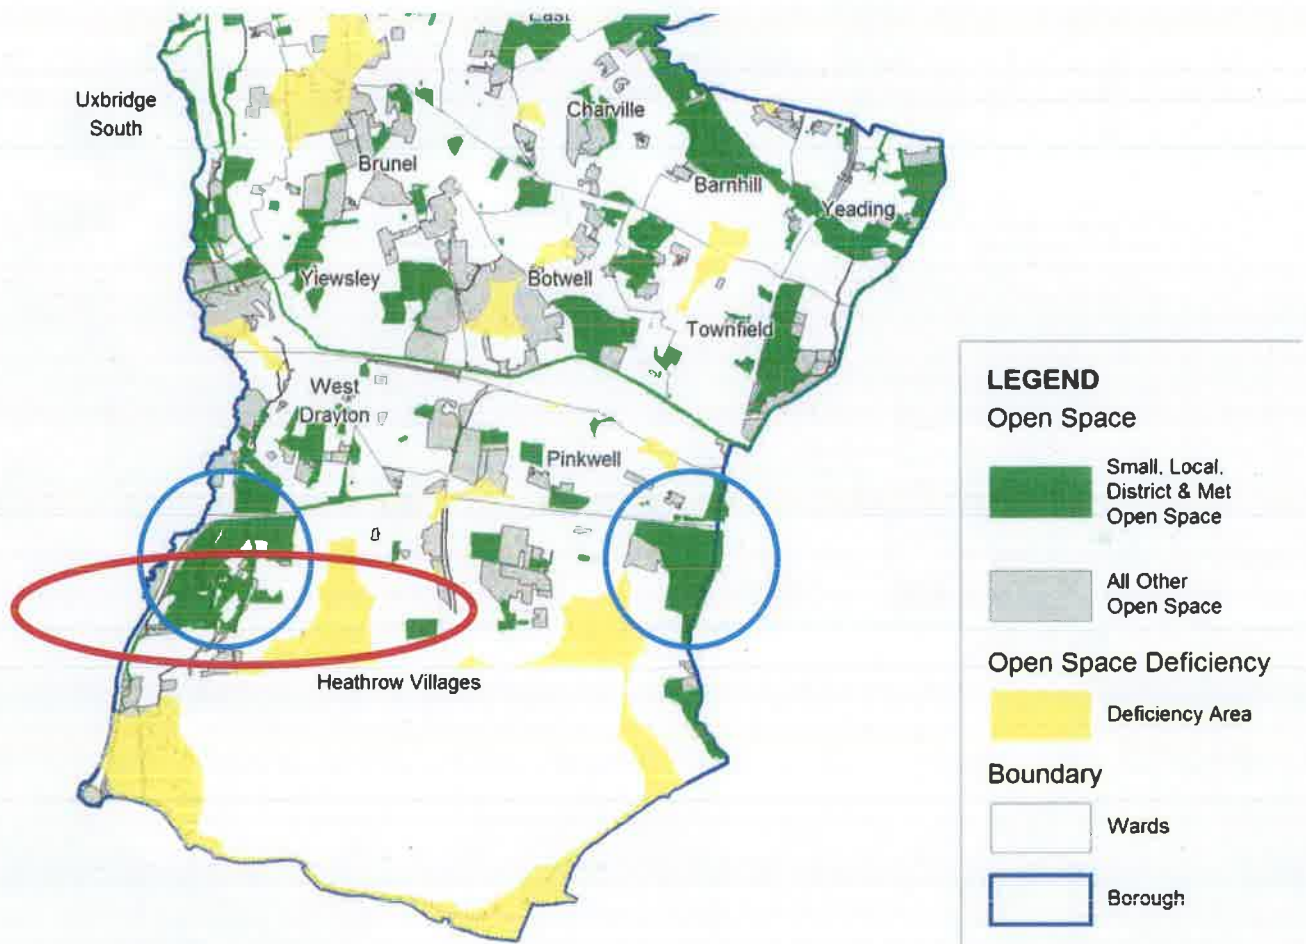 East
Uxbridge
South
Charville
Brunel
Barnhill
Yeading
Yiewsley
Botwell
Townfield
West
Drayton
Pinkwell
Heathrow Villages
LEGEND
Open Space
Small, Local,
District & Met
Open Space
All Other
Open Space
Open Space Deficiency
Deficiency Area
Boundary
Wards
Borough